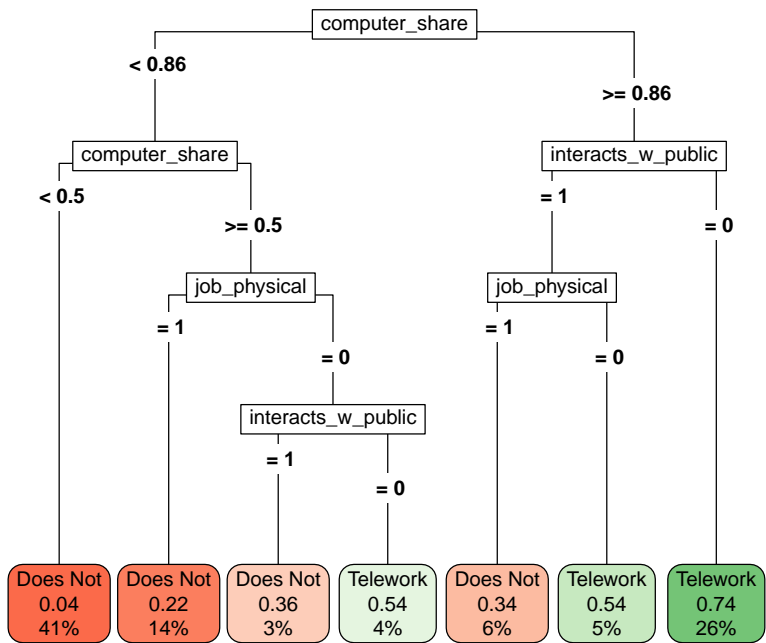 computer_share
< 0.86
>= 0.86
computer_share
interacts_w_public
< 0.5
>= 0.5
= 1
= 0
job_physical
job_physical
= 1
= 0
= 1
= 0
interacts_w_public
= 1
= 0
Does Not
0.04
41%
Does Not
0.22
14%
Does Not
0.36
3%
Telework
0.54
4%
Does Not
0.34
6%
Telework
0.54
5%
Telework
0.74
26%